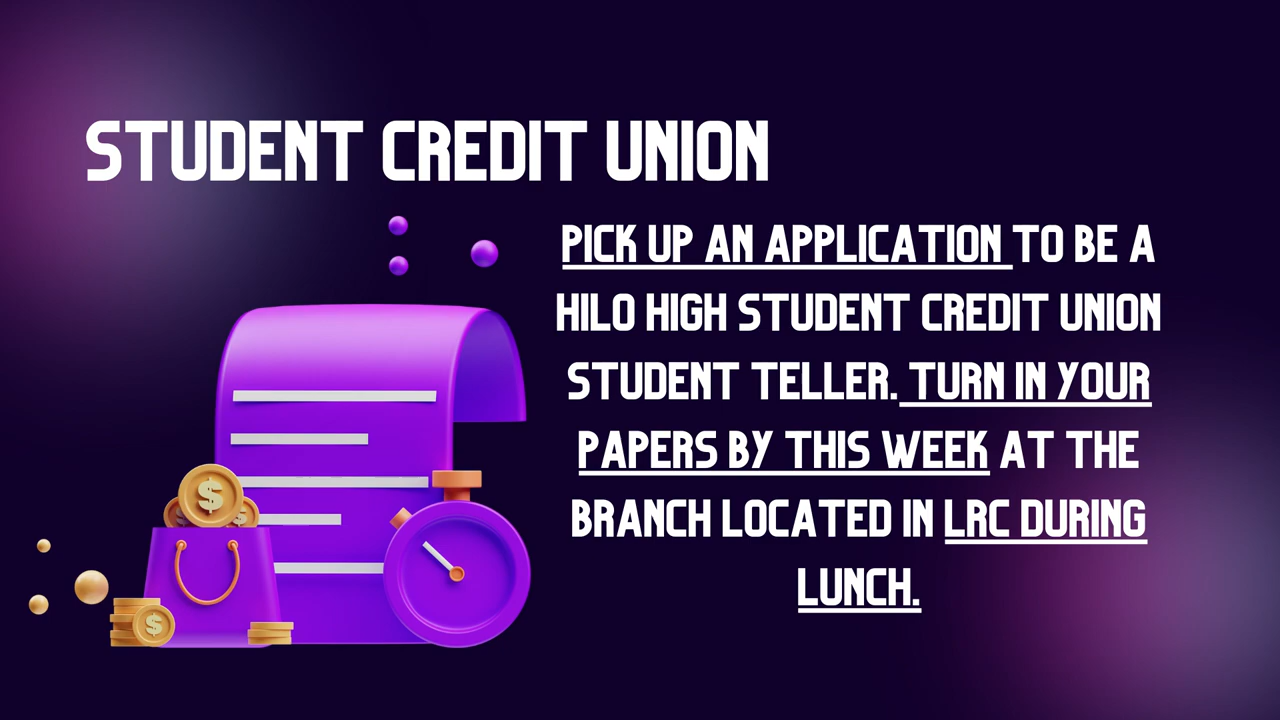 STUDENT CREDIT UNION
PICK UP AN APPLICATION TO BE A
HILO HIGH STUDENT CREDIT UNION
STUDENT TELLER. TURN IN YOUR
PAPERS BY THIS WEEK AT THE
BRANCH LOCATED IN LRC DURING
LUNCH.
$
$
$